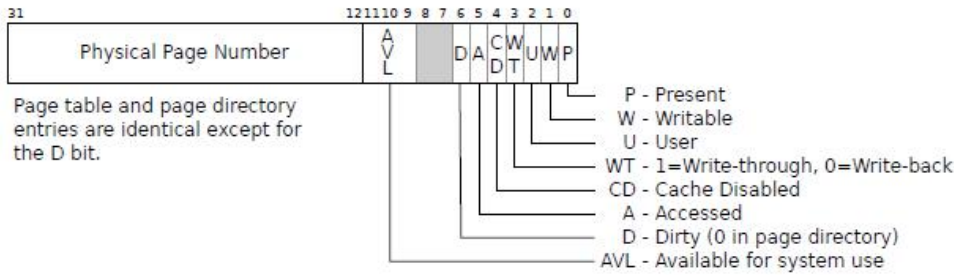 31 12 11 10 9 8 7 6 5 4 3 2 1 0
Physical Page Number
A
V
L
D
A
C
D
W
T
U
W
P
Page table and page directory
entries are identical except for
the D bit.
P - Present
W - Writable
U - User
WT - 1=Write-through, 0=Write-back
CD - Cache Disabled
A - Accessed
D - Dirty (0 in page directory)
AVL - Available for system use